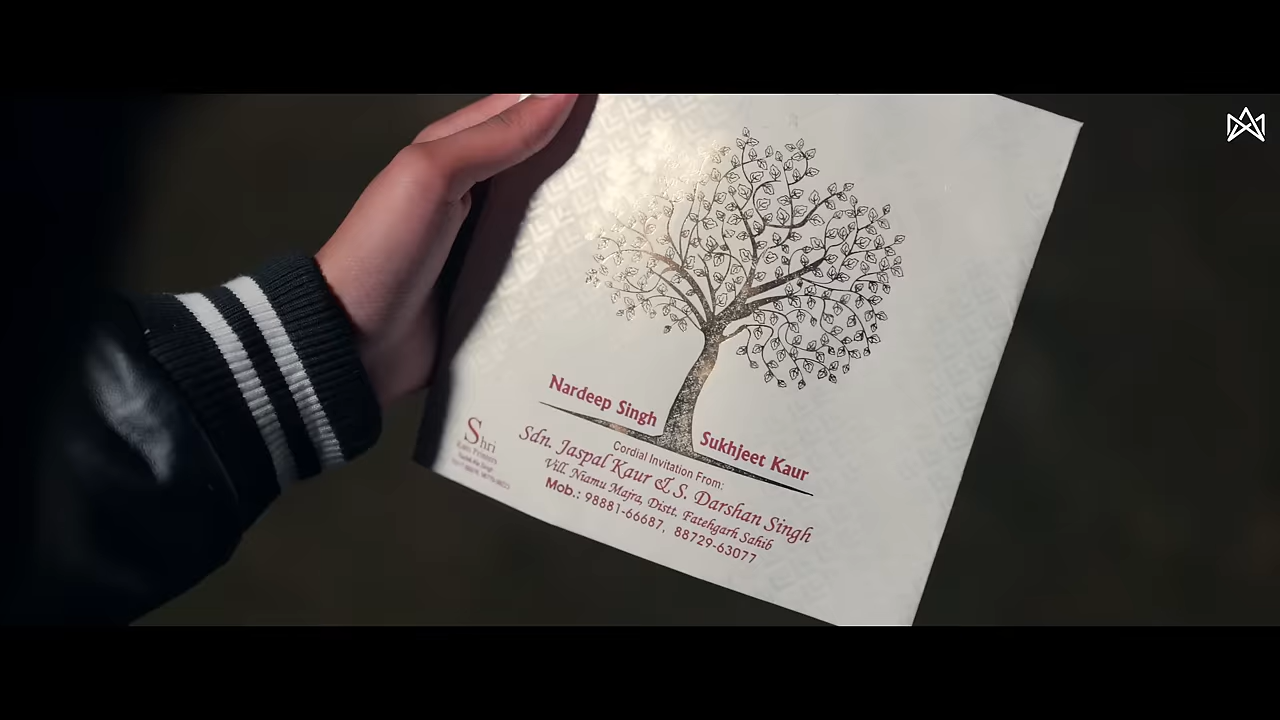 Nardeep Singh
Sukhjeet Kaur
Cordial Invitation From:
Sdn. Jaspal Kaur & S. Darshan Singh
Vill. Niamu Majra, Distt. Fatehgarh Sahib
Mob.: 98881-66687, 88729-63077
Shri